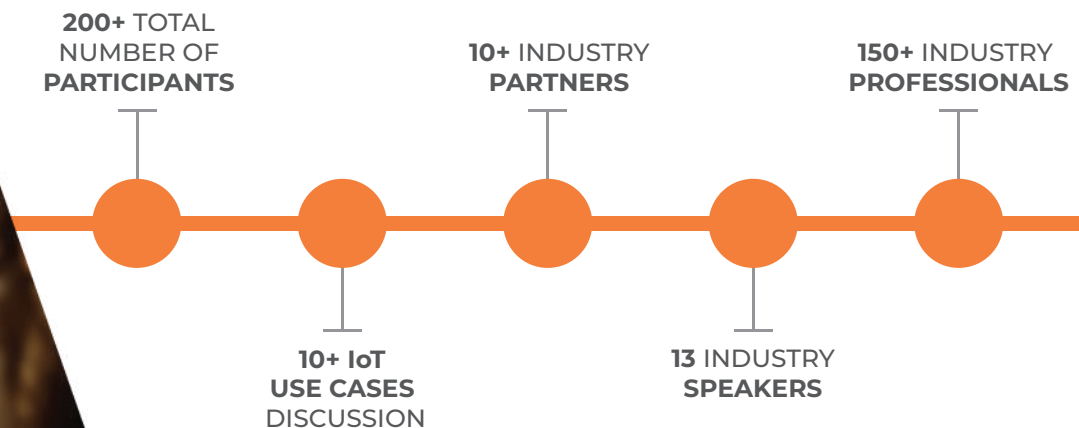 200+ TOTAL
NUMBER OF
PARTICIPANTS
10+ IoT
USE CASES
DISCUSSION
10+ INDUSTRY
PARTNERS
13 INDUSTRY
SPEAKERS
150+ INDUSTRY
PROFESSIONALS